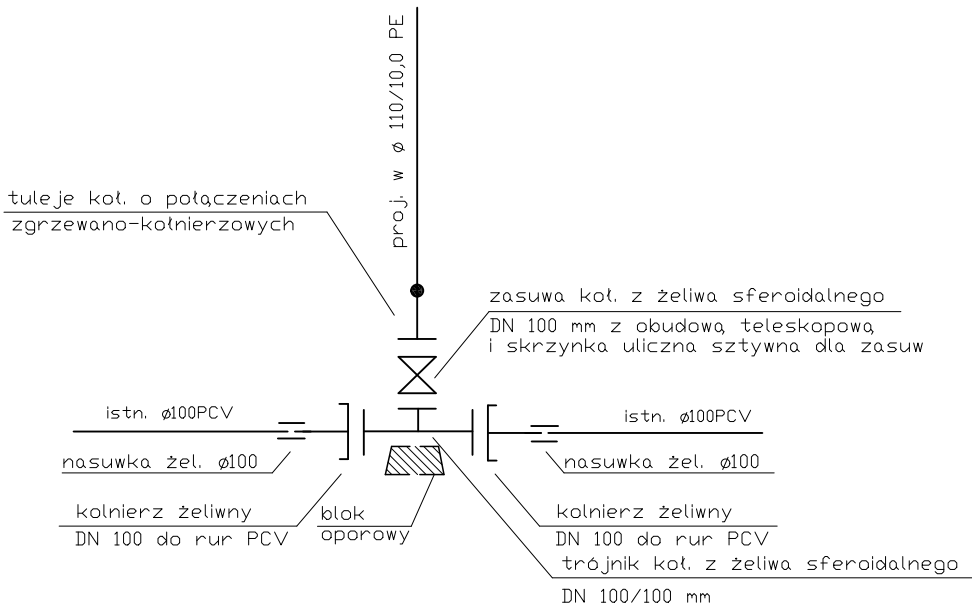 proj. w ø 110/10,0 PE
tuleje koł. o połączeniach
zgrzewano-kołnierzowych
zasuwa koł. z żeliwa sferoidalnego
DN 100 mm z obudową teleskopową
i skrzynka uliczna sztywna dla zasuw
istn. ø100PCV
istn. ø100PCV
nasuwka żel. ø100
nasuwka żel. ø100
kolnierz żeliwny
DN 100 do rur PCV
blok
oporowy
kolnierz żeliwny
DN 100 do rur PCV
trójnik koł. z żeliwa sferoidalnego
DN 100/100 mm